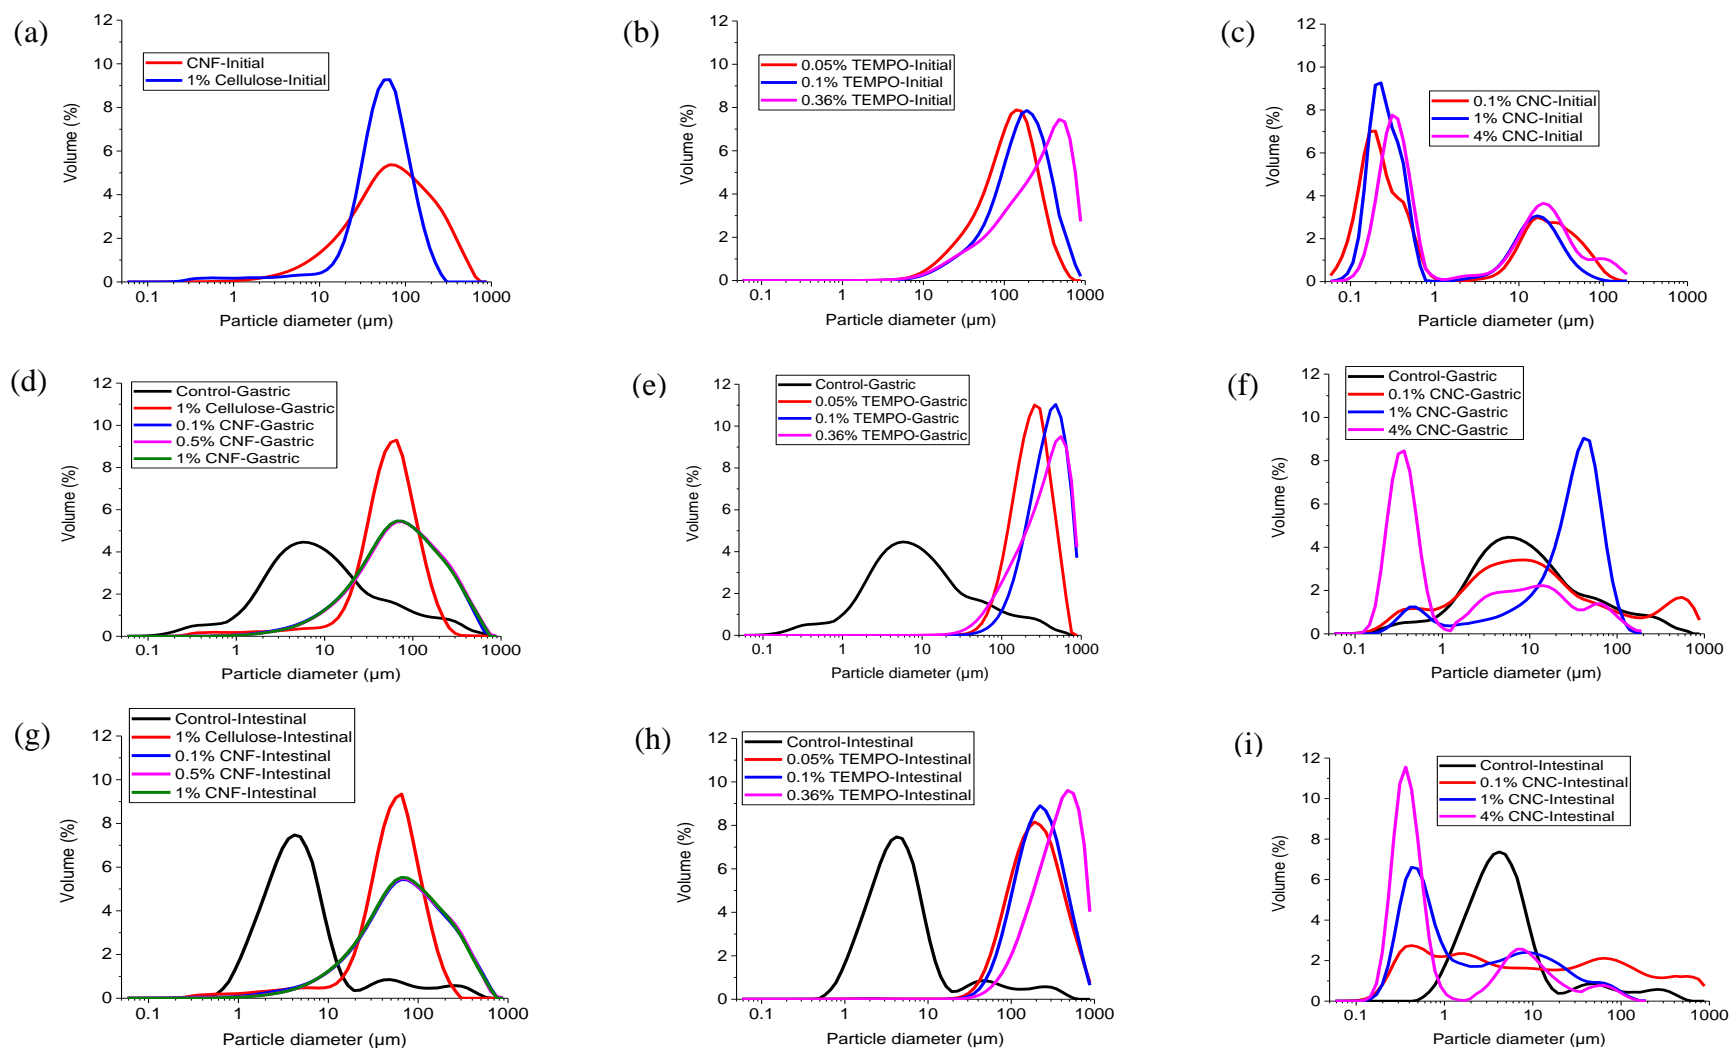 (a)
CNF-Initial
1% Cellulose-Initial
Volume (%)
0 2 4 6 8 10 12
0.1 1 10 100 1000
Particle diameter (µm)
(b)
0.05% TEMPO-Initial
0.1% TEMPO-Initial
0.36% TEMPO-Initial
Volume (%)
0 2 4 6 8 10 12
0.1 1 10 100 1000
Particle diameter (µm)
(c)
0.1% CNC-Initial
1% CNC-Initial
4% CNC-Initial
Volume (%)
0 2 4 6 8 10 12
0.1 1 10 100 1000
Particle diameter (µm)
(d)
Control-Gastric
1% Cellulose-Gastric
0.1% CNF-Gastric
0.5% CNF-Gastric
1% CNF-Gastric
Volume (%)
0 2 4 6 8 10 12
0.1 1 10 100 1000
Particle diameter (µm)
(e)
Control-Gastric
0.05% TEMPO-Gastric
0.1% TEMPO-Gastric
0.36% TEMPO-Gastric
Volume (%)
0 2 4 6 8 10 12
0.1 1 10 100 1000
Particle diameter (µm)
(f)
Control-Gastric
0.1% CNC-Gastric
1% CNC-Gastric
4% CNC-Gastric
Volume (%)
0 2 4 6 8 10 12
0.1 1 10 100 1000
Particle diameter (µm)
(g)
Control-Intestinal
1% Cellulose-Intestinal
0.1% CNF-Intestinal
0.5% CNF-Intestinal
1% CNF-Intestinal
Volume (%)
0 2 4 6 8 10 12
0.1 1 10 100 1000
Particle diameter (µm)
(h)
Control-Intestinal
0.05% TEMPO-Intestinal
0.1% TEMPO-Intestinal
0.36% TEMPO-Intestinal
Volume (%)
0 2 4 6 8 10 12
0.1 1 10 100 1000
Particle diameter (µm)
(i)
Control-Intestinal
0.1% CNC-Intestinal
1% CNC-Intestinal
4% CNC-Intestinal
Volume (%)
0 2 4 6 8 10 12
0.1 1 10 100 1000
Particle diameter (µm)